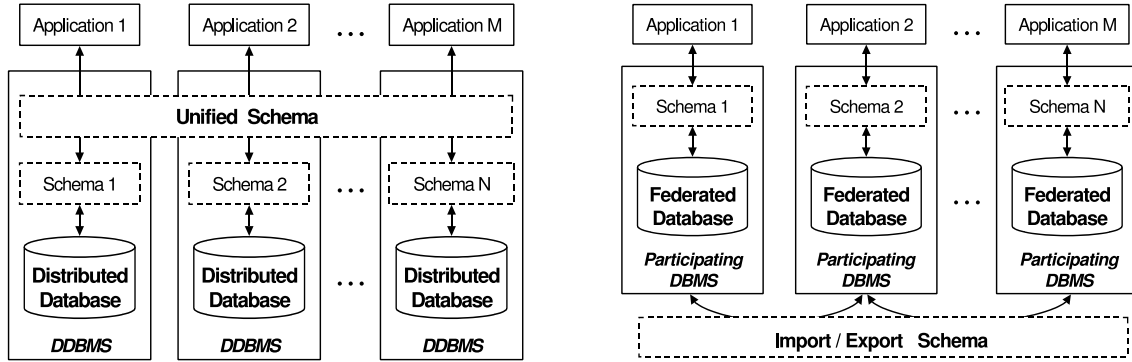 Application 1
Application 2
...
Application M
Unified Schema
Schema 1
Schema 2
...
Schema N
Distributed
Database
Distributed
Database
...
Distributed
Database
DDBMS
DDBMS
DDBMS
Application 1
Application 2
...
Application M
Schema 1
Schema 2
...
Schema N
Federated
Database
Federated
Database
...
Federated
Database
Participating
DBMS
Participating
DBMS
Participating
DBMS
Import / Export Schema